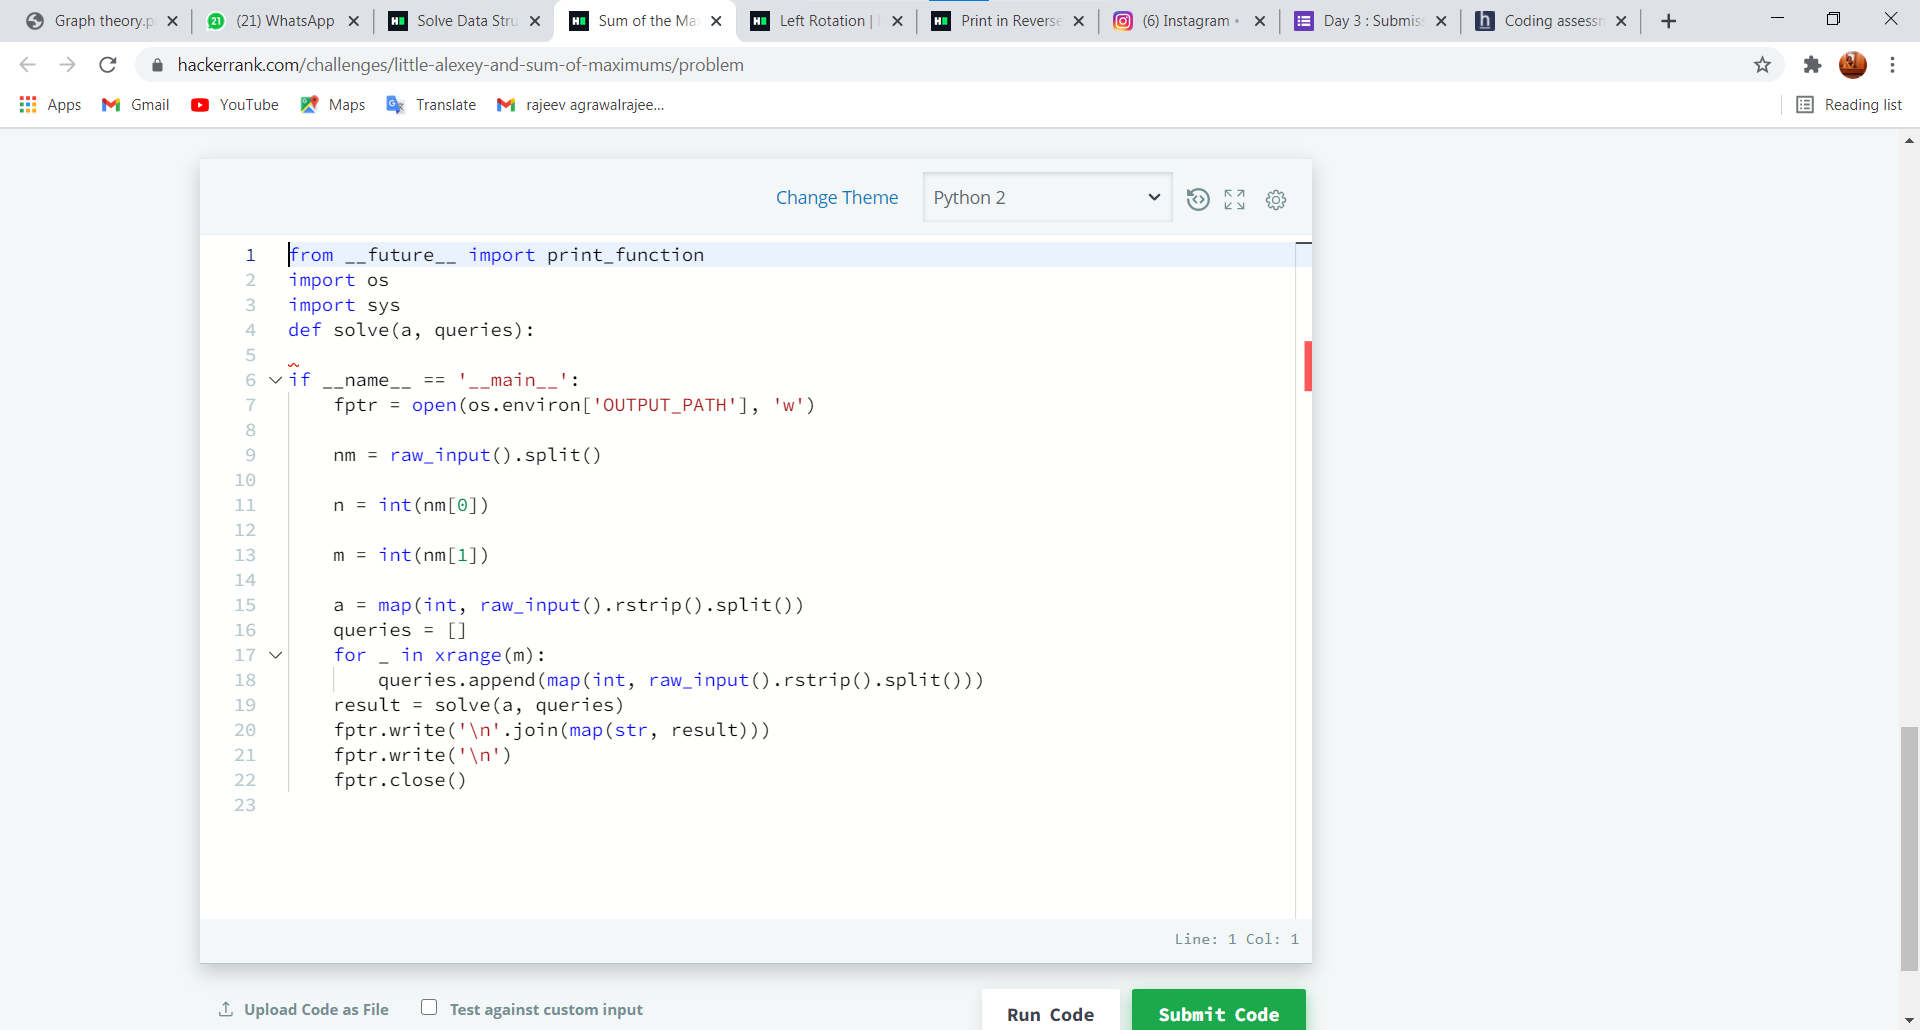 Graph theory.p
21 (21) WhatsApp
Solve Data Stru
Sum of the Max
Left Rotation |
Print in Reverse
(6) Instagram •
Day 3 : Submiss
Coding assessm
hackerrank.com/challenges/little-alexey-and-sum-of-maximums/problem
Apps
Gmail
YouTube
Maps
Translate
rajeev agrawalrajee...
Reading list
Change Theme
Python 2
1 from __future__ import print_function
2 import os
3 import sys
4 def solve(a, queries):
5
6 if __name__ == '__main__':
7 fptr = open(os.environ['OUTPUT_PATH'], 'w')
8
9 nm = raw_input().split()
10
11 n = int(nm[0])
12
13 m = int(nm[1])
14
15 a = map(int, raw_input().rstrip().split())
16 queries = []
17 for _ in xrange(m):
18 queries.append(map(int, raw_input().rstrip().split()))
19 result = solve(a, queries)
20 fptr.write('\n'.join(map(str, result)))
21 fptr.write('\n')
22 fptr.close()
23
Line: 1 Col: 1
Upload Code as File
Test against custom input
Run Code
Submit Code